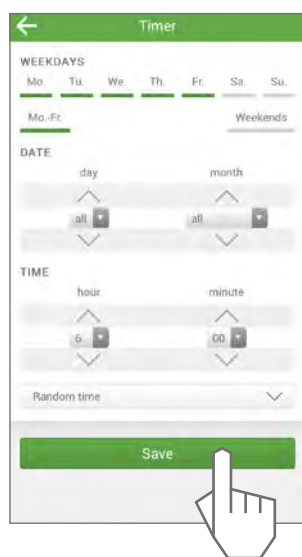 Timer
WEEKDAYS
Mo. Tu. We. Th. Fr. Sa. Su.
Mo.-Fr. Weekends
DATE
day month
all all
TIME
hour minute
6 00
Random time
Save